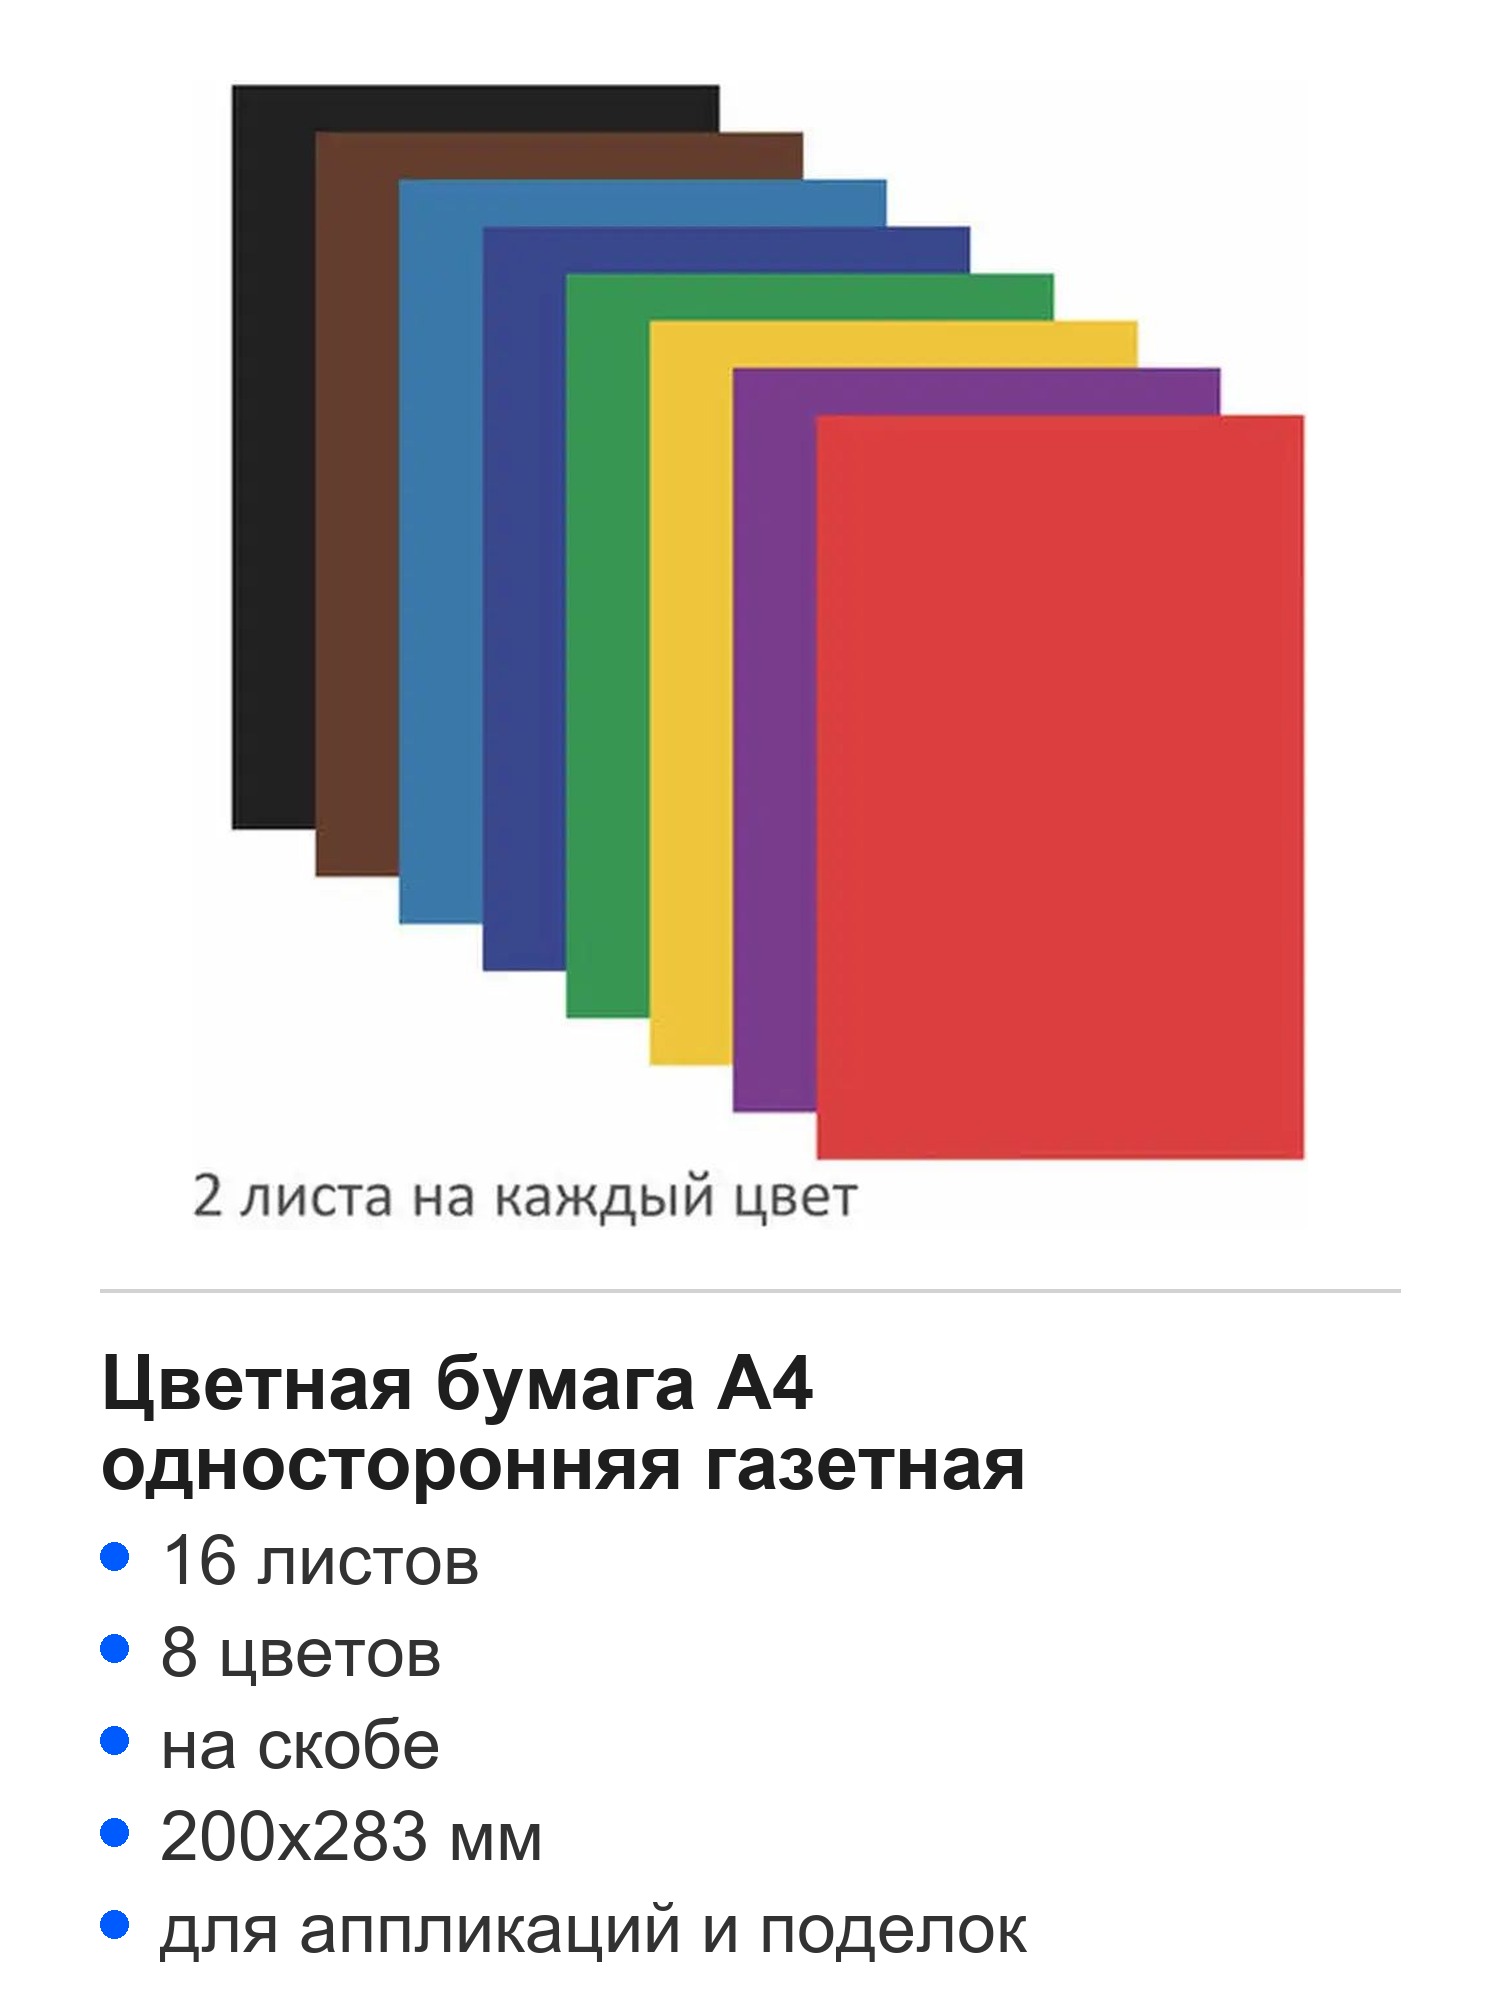 2 листа на каждый цвет
Цветная бумага А4
односторонняя газетная
16 листов
8 цветов
на скобе
200х283 мм
для аппликаций и поделок